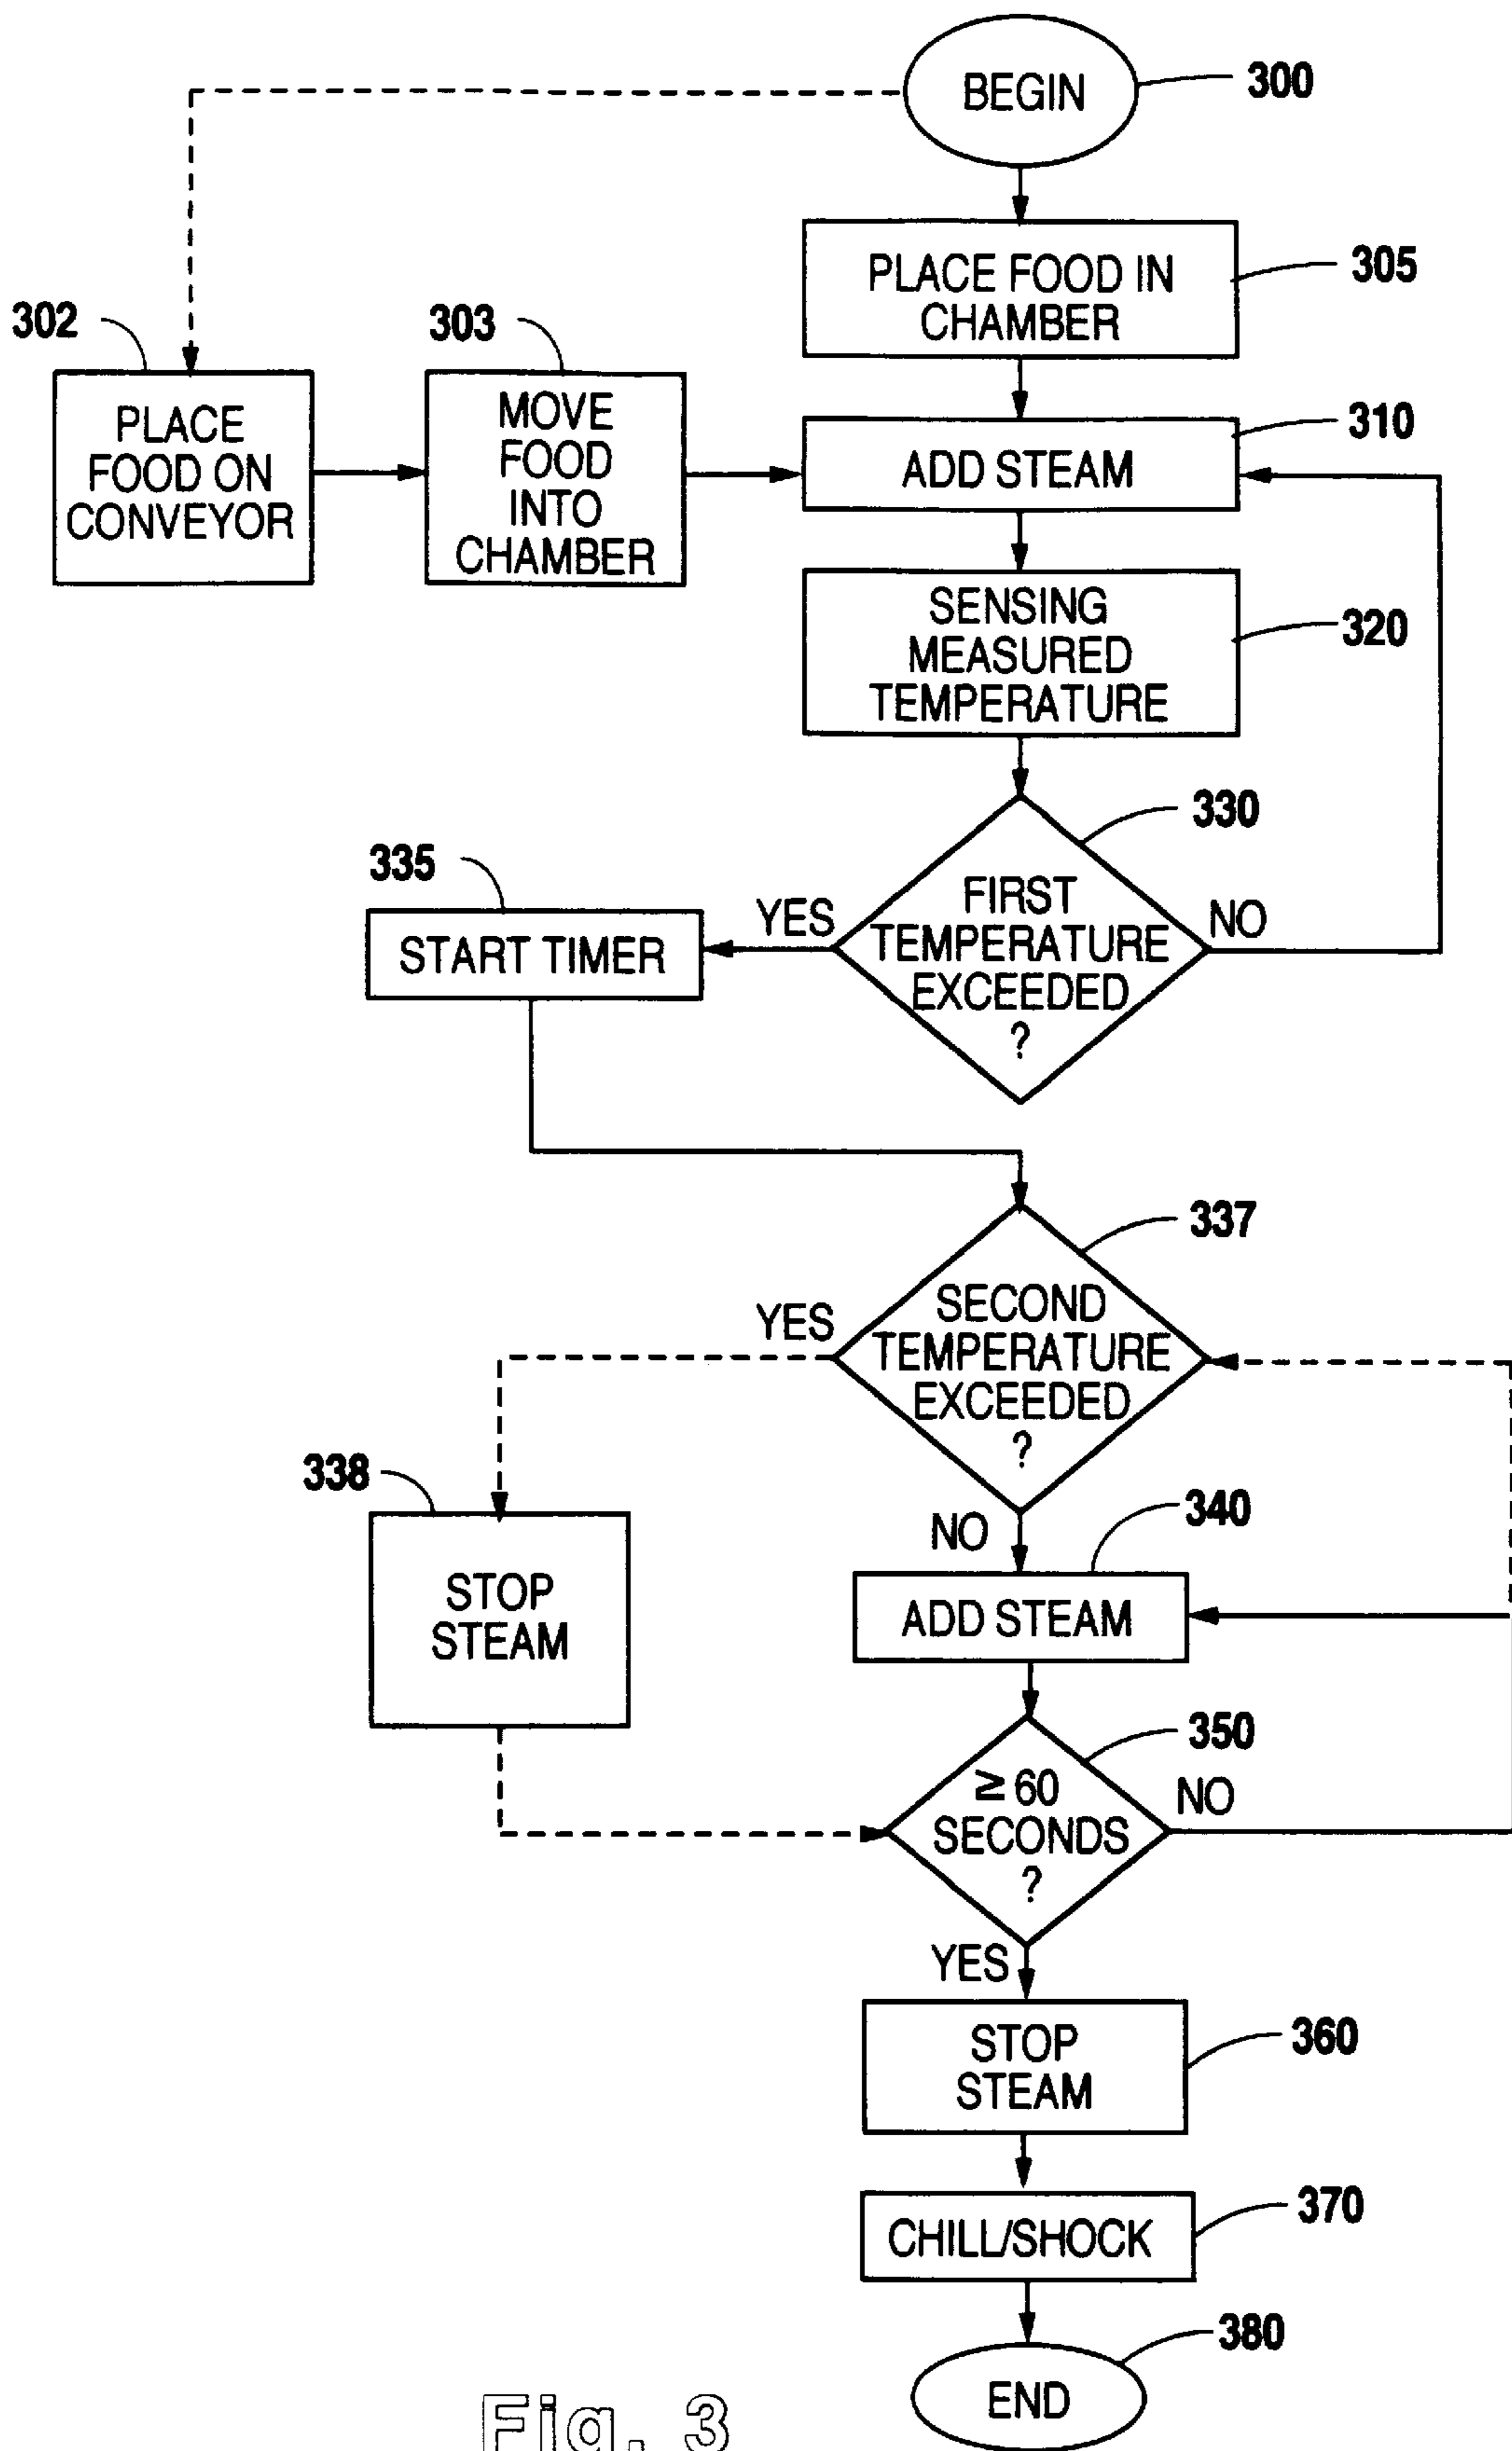 BEGIN
300
PLACE FOOD IN
CHAMBER
305
302
PLACE
FOOD ON
CONVEYOR
303
MOVE
FOOD
INTO
CHAMBER
310
ADD STEAM
SENSING
MEASURED
TEMPERATURE
320
330
FIRST
TEMPERATURE
EXCEEDED
?
YES
NO
335
START TIMER
337
SECOND
TEMPERATURE
EXCEEDED
?
YES
NO
338
STOP
STEAM
340
ADD STEAM
350
≥ 60
SECONDS
?
NO
YES
STOP
STEAM
360
CHILL/SHOCK
370
380
END
Fig. 3